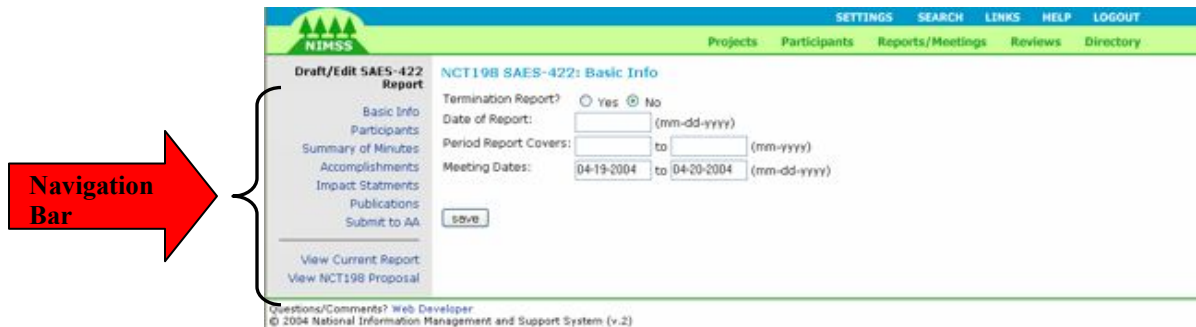 SETTINGS SEARCH LINKS HELP LOGOUT
NIMSS
Projects Participants Reports/Meetings Reviews Directory
Draft/Edit SAES-422
Report
Basic Info
Participants
Summary of Minutes
Accomplishments
Impact Statments
Publications
Submit to AA
View Current Report
View NCT198 Proposal
Navigation
Bar
NCT198 SAES-422: Basic Info
Termination Report? Yes No
Date of Report: (mm-dd-yyyy)
Period Report Covers: to (mm-yyyy)
Meeting Dates: 04-19-2004 to 04-20-2004 (mm-dd-yyyy)
save
Questions/Comments? Web Developer
© 2004 National Information Management and Support System (v.2)